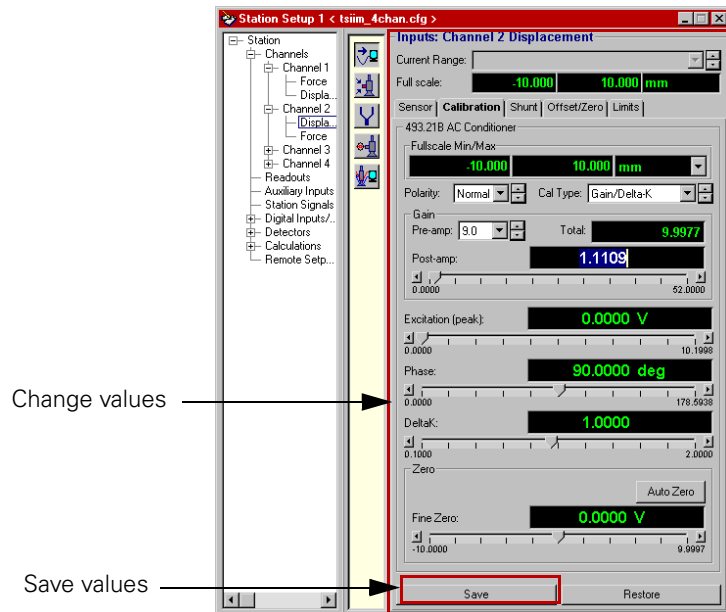 Station Setup 1 < tsiim_4chan.cfg >
Station
Channels
Channel 1
Force
Displa...
Channel 2
Displa...
Force
Channel 3
Channel 4
Readouts
Auxiliary Inputs
Station Signals
Digital Inputs/..
Detectors
Calculations
Remote Setp...
Inputs: Channel 2 Displacement
Current Range:
Full scale: -10.000 10.000 mm
Sensor Calibration Shunt Offset/Zero Limits
493.21B AC Conditioner
Fullscale Min/Max
-10.000 10.000 mm
Polarity: Normal Cal Type: Gain/Delta-K
Gain
Pre-amp: 9.0 Total: 9.9977
Post-amp: 1.1109
0.0000 52.0000
Excitation (peak): 0.0000 V
0.0000 10.1998
Phase: 90.0000 deg
0.0000 178.5938
DeltaK: 1.0000
0.1000 2.0000
Zero
Auto Zero
Fine Zero: 0.0000 V
-10.0000 9.9997
Save Restore
Change values
Save values